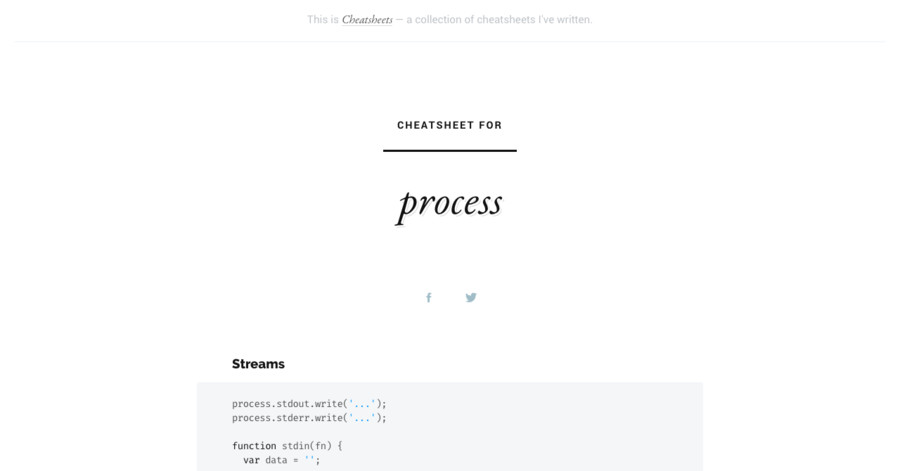 This is Cheatsheets — a collection of cheatsheets I've written.
CHEATSHEET FOR
process
Streams
process.stdout.write('...');
process.stderr.write('...');
function stdin(fn) {
  var data = '';